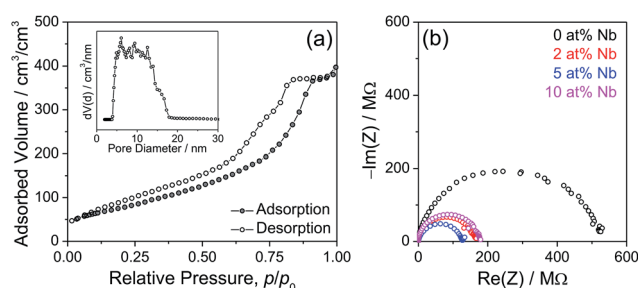 (a)
500
400
300
200
100
0
Adsorbed Volume / cm³/cm³
0.00 0.25 0.50 0.75 1.00
Relative Pressure, p/p₀
dV(d) / cm³/nm
0 10 20 30
Pore Diameter / nm
Adsorption
Desorption
(b)
600
400
200
0
−Im(Z) / MΩ
0 200 400 600
Re(Z) / MΩ
0 at% Nb
2 at% Nb
5 at% Nb
10 at% Nb